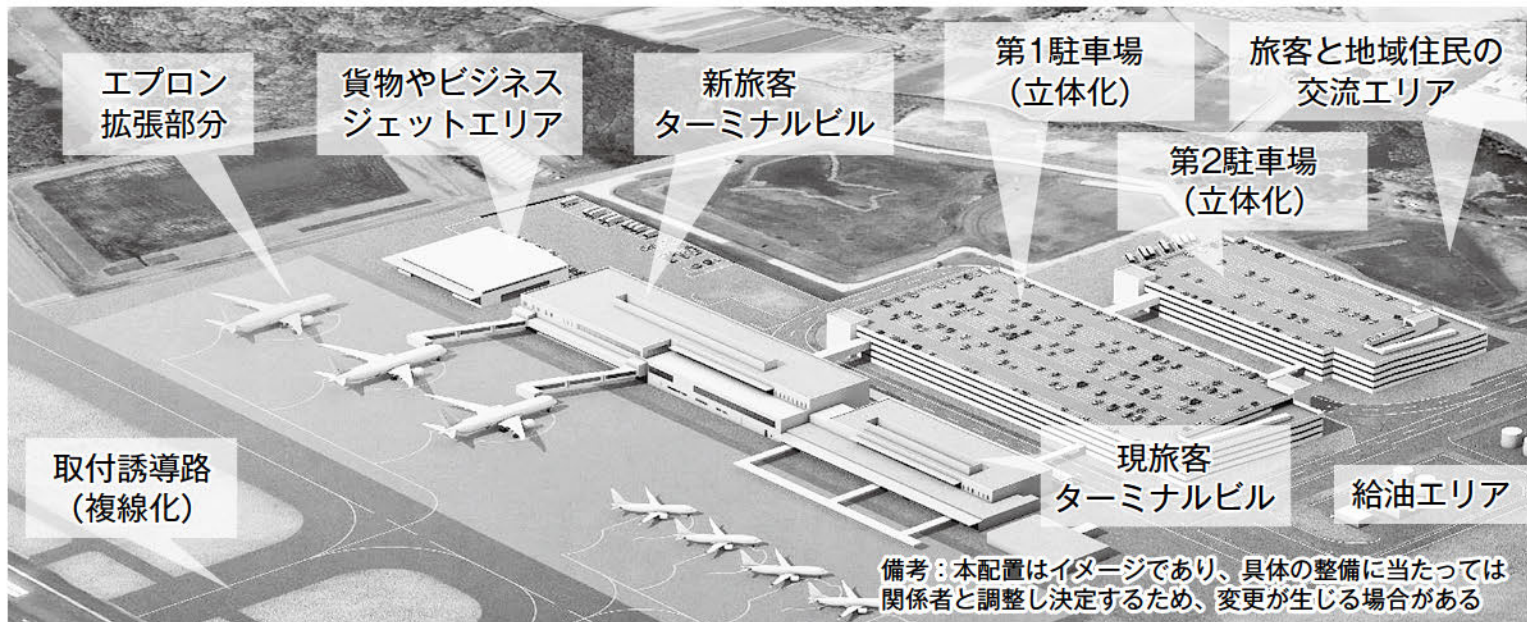 エプロン
拡張部分
貨物やビジネス
ジェットエリア
新旅客
ターミナルビル
第1駐車場
(立体化)
旅客と地域住民の
交流エリア
第2駐車場
(立体化)
取付誘導路
(複線化)
現旅客
ターミナルビル
給油エリア
備考：本配置はイメージであり、具体の整備に当たっては
関係者と調整し決定するため、変更が生じる場合がある